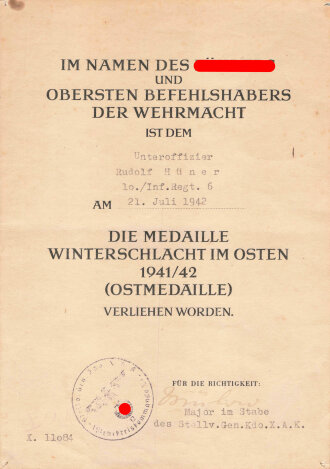 IM NAMEN DES
UND
OBERSTEN BEFEHLSHABERS
DER WEHRMACHT
IST DEM
Unteroffizier
Rudolf Hüner
lo./Inf.Regt. 6
AM 21. Juli 1942
DIE MEDAILLE
WINTERSCHLACHT IM OSTEN
1941/42
(OSTMEDAILLE)
VERLIEHEN WORDEN.
FÜR DIE RICHTIGKEIT:
Major im Stabe
des Stellv.Gen.Kdo.X.A.K.
X. 11o84